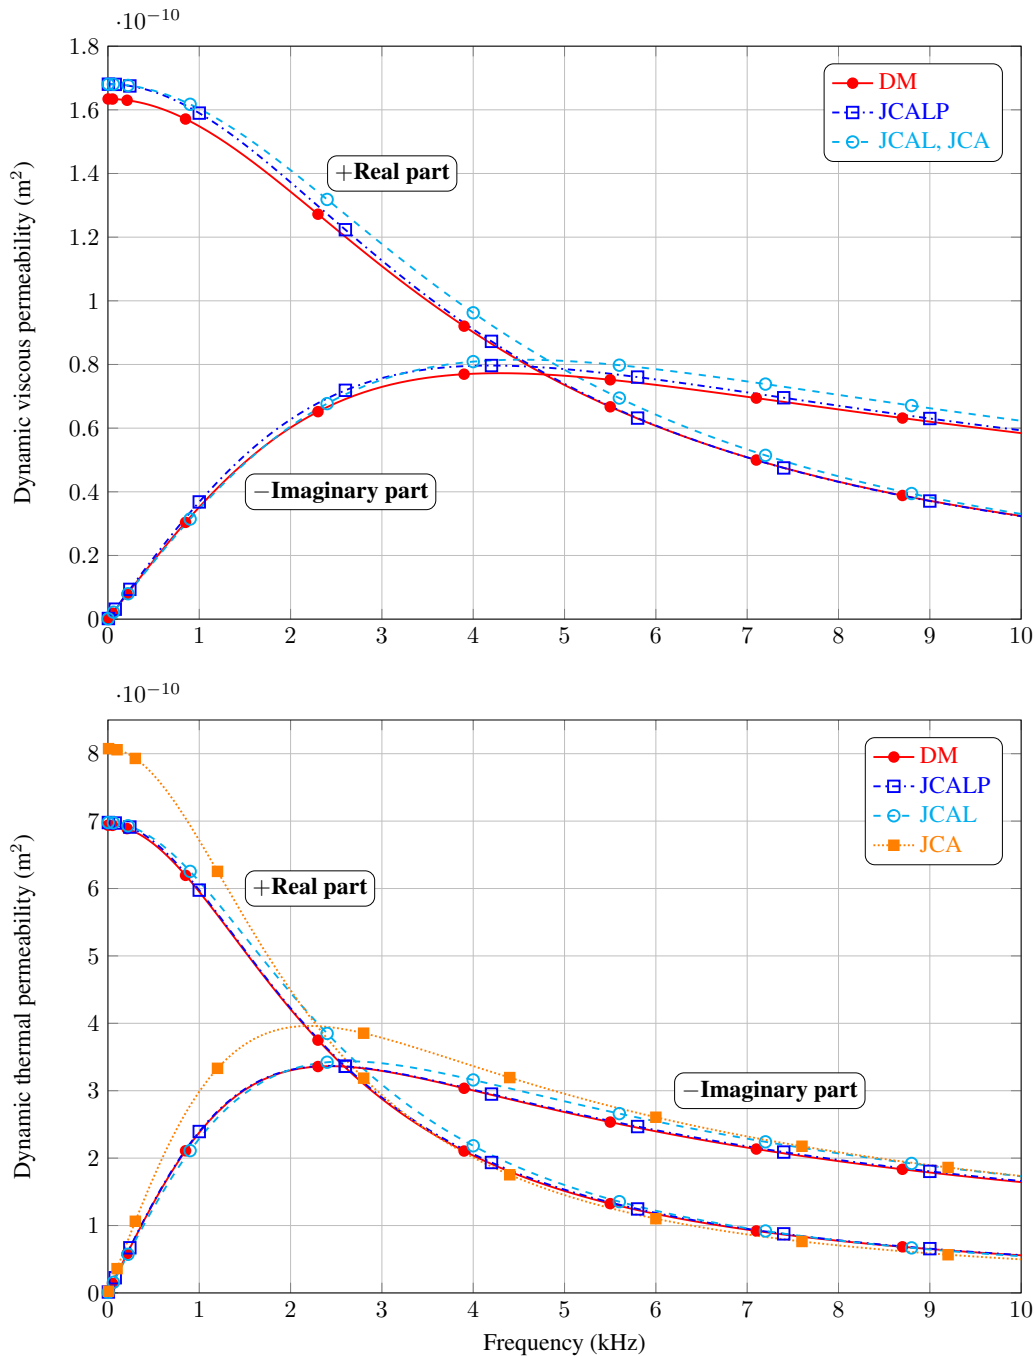 ·10⁻¹⁰
1.8
1.6
1.4
1.2
1
0.8
0.6
0.4
0.2
0
Dynamic viscous permeability (m²)
DM
JCALP
JCAL, JCA
+Real part
−Imaginary part
0 1 2 3 4 5 6 7 8 9 10
·10⁻¹⁰
8
7
6
5
4
3
2
1
0
Dynamic thermal permeability (m²)
DM
JCALP
JCAL
JCA
+Real part
−Imaginary part
0 1 2 3 4 5 6 7 8 9 10
Frequency (kHz)